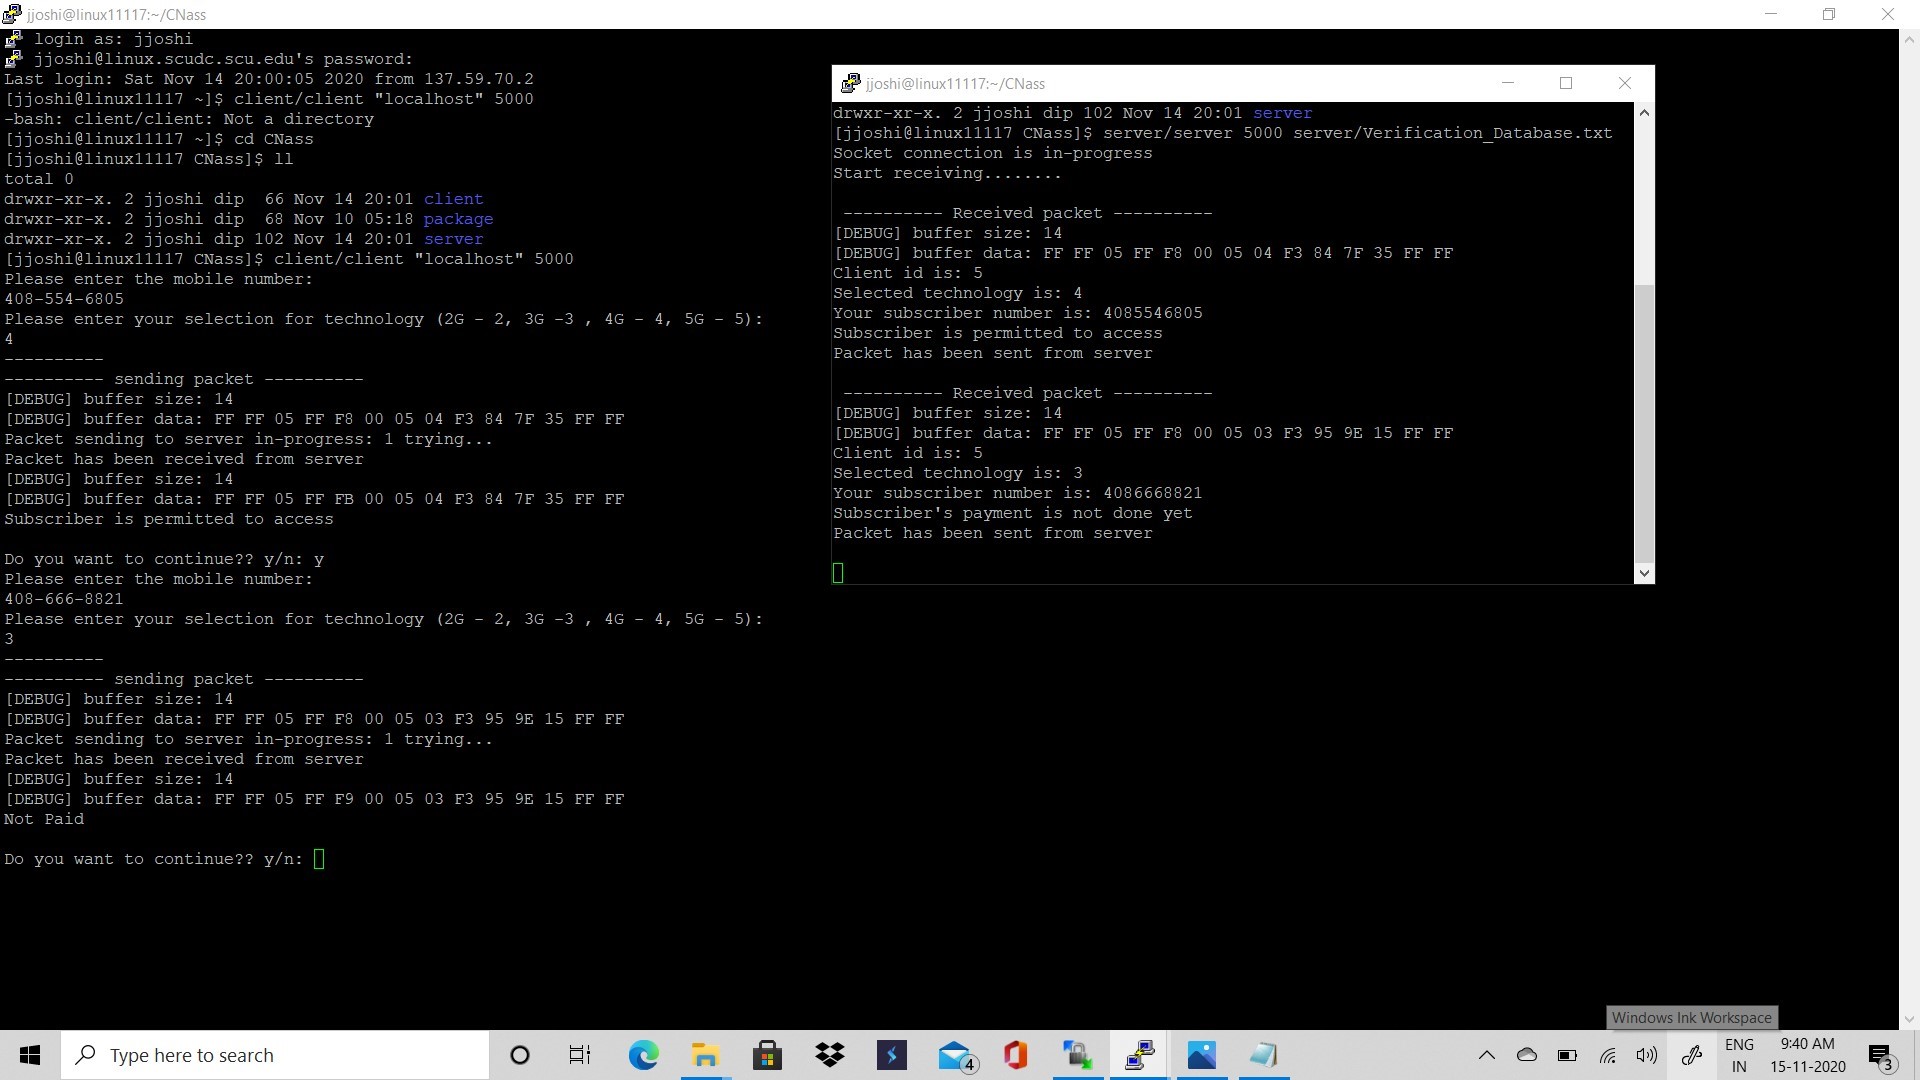 jjoshi@linux11117:~/CNass
login as: jjoshi
jjoshi@linux.scudc.scu.edu's password:
Last login: Sat Nov 14 20:00:05 2020 from 137.59.70.2
[jjoshi@linux11117 ~]$ client/client "localhost" 5000
-bash: client/client: Not a directory
[jjoshi@linux11117 ~]$ cd CNass
[jjoshi@linux11117 CNass]$ ll
total 0
drwxr-xr-x. 2 jjoshi dip  66 Nov 14 20:01 client
drwxr-xr-x. 2 jjoshi dip  68 Nov 10 05:18 package
drwxr-xr-x. 2 jjoshi dip 102 Nov 14 20:01 server
[jjoshi@linux11117 CNass]$ client/client "localhost" 5000
Please enter the mobile number:
408-554-6805
Please enter your selection for technology (2G - 2, 3G -3 , 4G - 4, 5G - 5):
4
----------
---------- sending packet ----------
[DEBUG] buffer size: 14
[DEBUG] buffer data: FF FF 05 FF F8 00 05 04 F3 84 7F 35 FF FF
Packet sending to server in-progress: 1 trying...
Packet has been received from server
[DEBUG] buffer size: 14
[DEBUG] buffer data: FF FF 05 FF FB 00 05 04 F3 84 7F 35 FF FF
Subscriber is permitted to access
Do you want to continue?? y/n: y
Please enter the mobile number:
408-666-8821
Please enter your selection for technology (2G - 2, 3G -3 , 4G - 4, 5G - 5):
3
----------
---------- sending packet ----------
[DEBUG] buffer size: 14
[DEBUG] buffer data: FF FF 05 FF F8 00 05 03 F3 95 9E 15 FF FF
Packet sending to server in-progress: 1 trying...
Packet has been received from server
[DEBUG] buffer size: 14
[DEBUG] buffer data: FF FF 05 FF F9 00 05 03 F3 95 9E 15 FF FF
Not Paid
Do you want to continue?? y/n:
jjoshi@linux11117:~/CNass
drwxr-xr-x. 2 jjoshi dip 102 Nov 14 20:01 server
[jjoshi@linux11117 CNass]$ server/server 5000 server/Verification_Database.txt
Socket connection is in-progress
Start receiving........
---------- Received packet ----------
[DEBUG] buffer size: 14
[DEBUG] buffer data: FF FF 05 FF F8 00 05 04 F3 84 7F 35 FF FF
Client id is: 5
Selected technology is: 4
Your subscriber number is: 4085546805
Subscriber is permitted to access
Packet has been sent from server
---------- Received packet ----------
[DEBUG] buffer size: 14
[DEBUG] buffer data: FF FF 05 FF F8 00 05 03 F3 95 9E 15 FF FF
Client id is: 5
Selected technology is: 3
Your subscriber number is: 4086668821
Subscriber's payment is not done yet
Packet has been sent from server
Windows Ink Workspace
Type here to search
4
ENG
IN
9:40 AM
15-11-2020
3